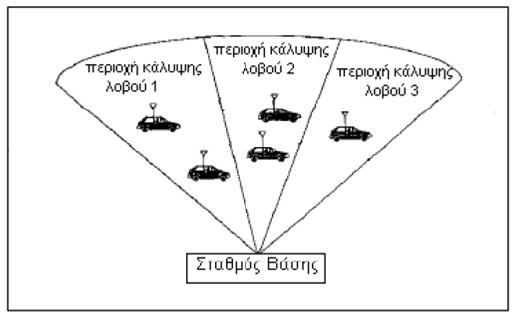 περιοχή κάλυψης
λοβού 1
περιοχή κάλυψης
λοβού 2
περιοχή κάλυψης
λοβού 3
Σταθμός Βάσης